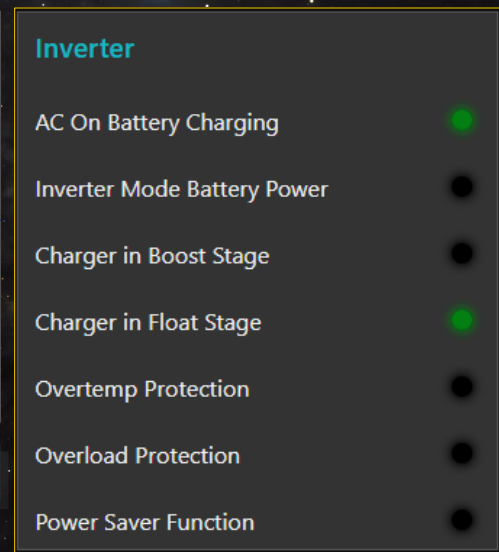 Inverter
AC On Battery Charging
Inverter Mode Battery Power
Charger in Boost Stage
Charger in Float Stage
Overtemp Protection
Overload Protection
Power Saver Function